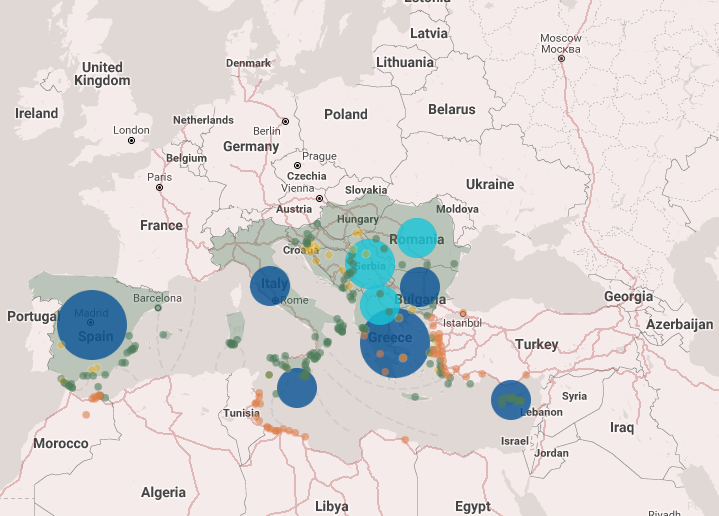 Estonia
Latvia
Moscow
Москва
Denmark
Lithuania
United
Kingdom
Ireland
Belarus
Poland
Netherlands
London
Berlin
Germany
Belgium
Prague
Czechia
Paris
Vienna
Slovakia
Ukraine
Austria
Moldova
Hungary
France
Romania
Croatia
Serbia
Italy
Barcelona
Rome
Bulgaria
Georgia
Portugal
Madrid
Istanbul
Azerbaijan
Spain
Greece
Turkey
Syria
Tunisia
Lebanon
Iraq
Morocco
Israel
Jordan
Algeria
Libya
Egypt
Riyadh